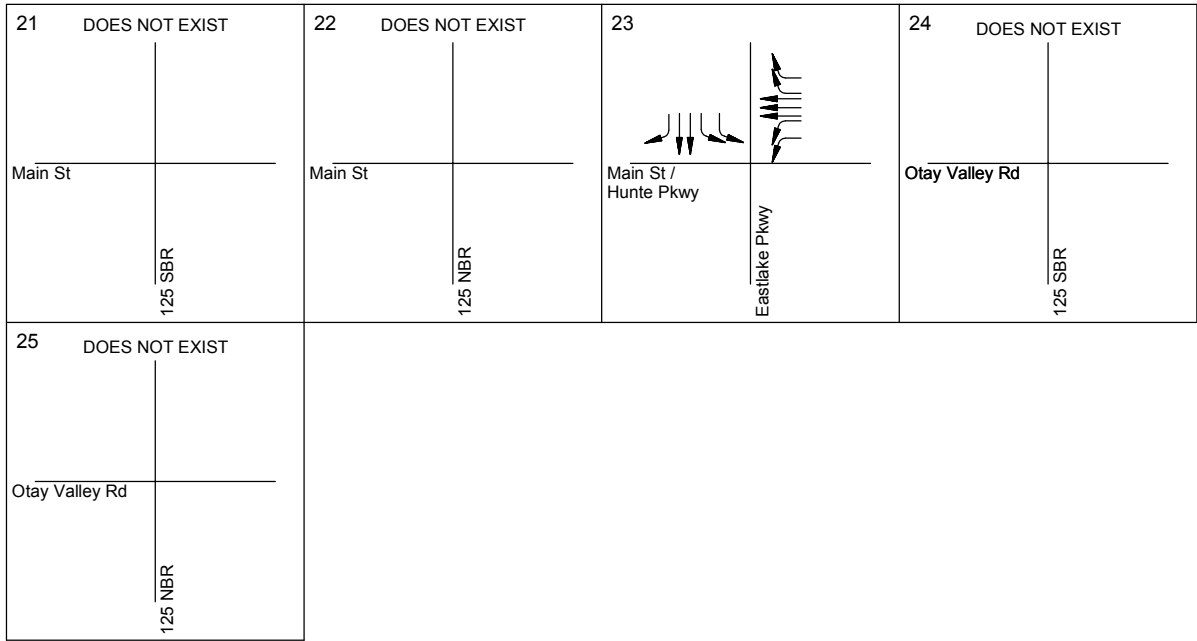 21
DOES NOT EXIST
Main St
125 SBR
22
DOES NOT EXIST
Main St
125 NBR
23
Main St /
Hunte Pkwy
Eastlake Pkwy
24
DOES NOT EXIST
Otay Valley Rd
125 SBR
25
DOES NOT EXIST
Otay Valley Rd
125 NBR